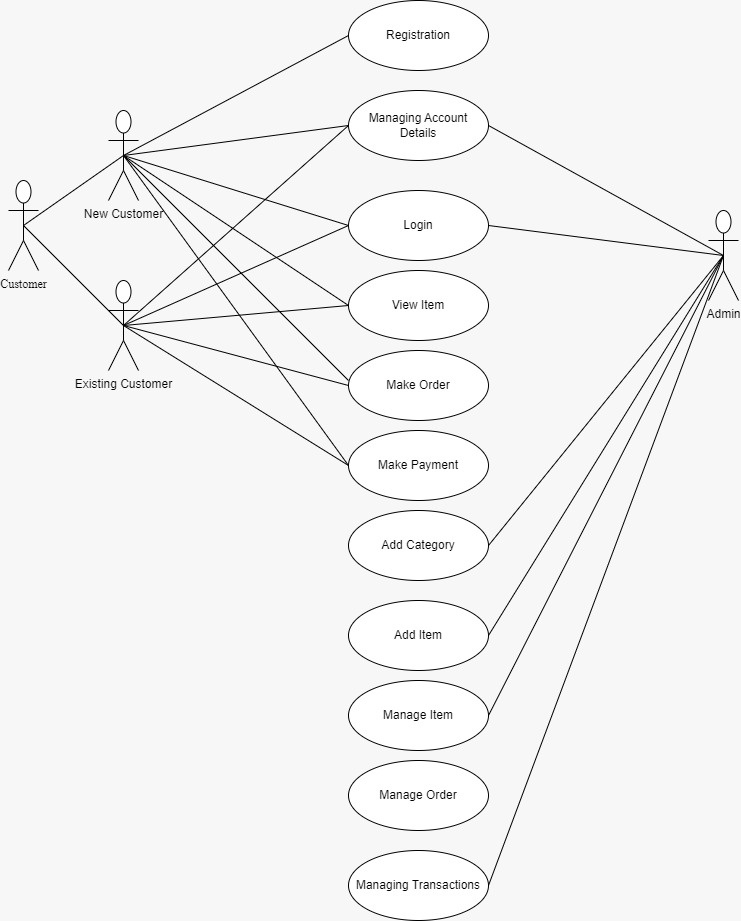 Registration
Managing Account
Details
New Customer
Login
Customer
View Item
Admin
Existing Customer
Make Order
Make Payment
Add Category
Add Item
Manage Item
Manage Order
Managing Transactions